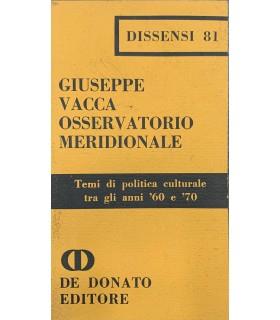 DISSENSI 81
GIUSEPPE
VACCA
OSSERVATORIO
MERIDIONALE
Temi di politica culturale
tra gli anni '60 e '70
DE DONATO
EDITORE